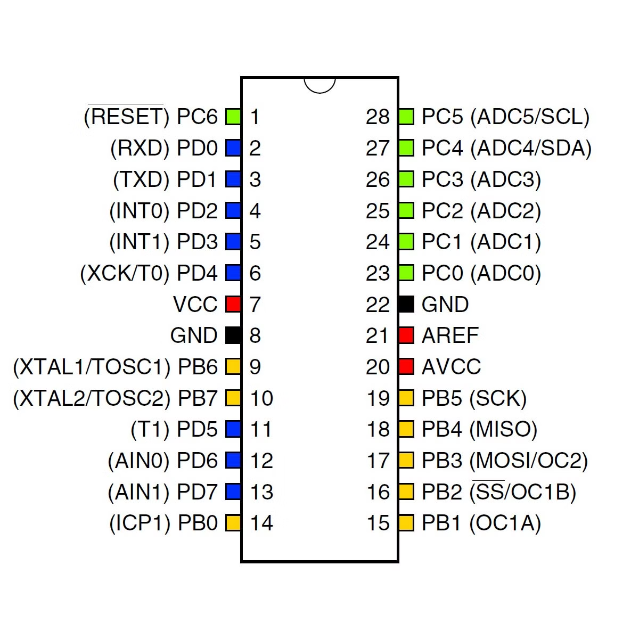 (RESET) PC6 1 28 PC5 (ADC5/SCL)
(RXD) PD0 2 27 PC4 (ADC4/SDA)
(TXD) PD1 3 26 PC3 (ADC3)
(INT0) PD2 4 25 PC2 (ADC2)
(INT1) PD3 5 24 PC1 (ADC1)
(XCK/T0) PD4 6 23 PC0 (ADC0)
VCC 7 22 GND
GND 8 21 AREF
(XTAL1/TOSC1) PB6 9 20 AVCC
(XTAL2/TOSC2) PB7 10 19 PB5 (SCK)
(T1) PD5 11 18 PB4 (MISO)
(AIN0) PD6 12 17 PB3 (MOSI/OC2)
(AIN1) PD7 13 16 PB2 (SS/OC1B)
(ICP1) PB0 14 15 PB1 (OC1A)